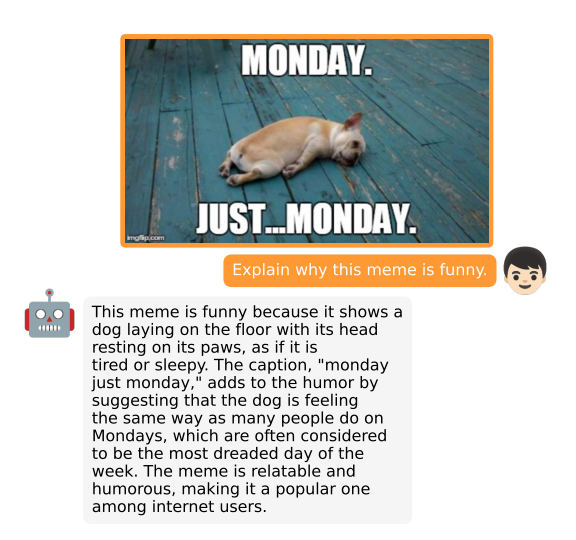 MONDAY.
JUST...MONDAY.
imgflip.com
Explain why this meme is funny.
This meme is funny because it shows a
dog laying on the floor with its head
resting on its paws, as if it is
tired or sleepy. The caption, "monday
just monday," adds to the humor by
suggesting that the dog is feeling
the same way as many people do on
Mondays, which are often considered
to be the most dreaded day of the
week. The meme is relatable and
humorous, making it a popular one
among internet users.